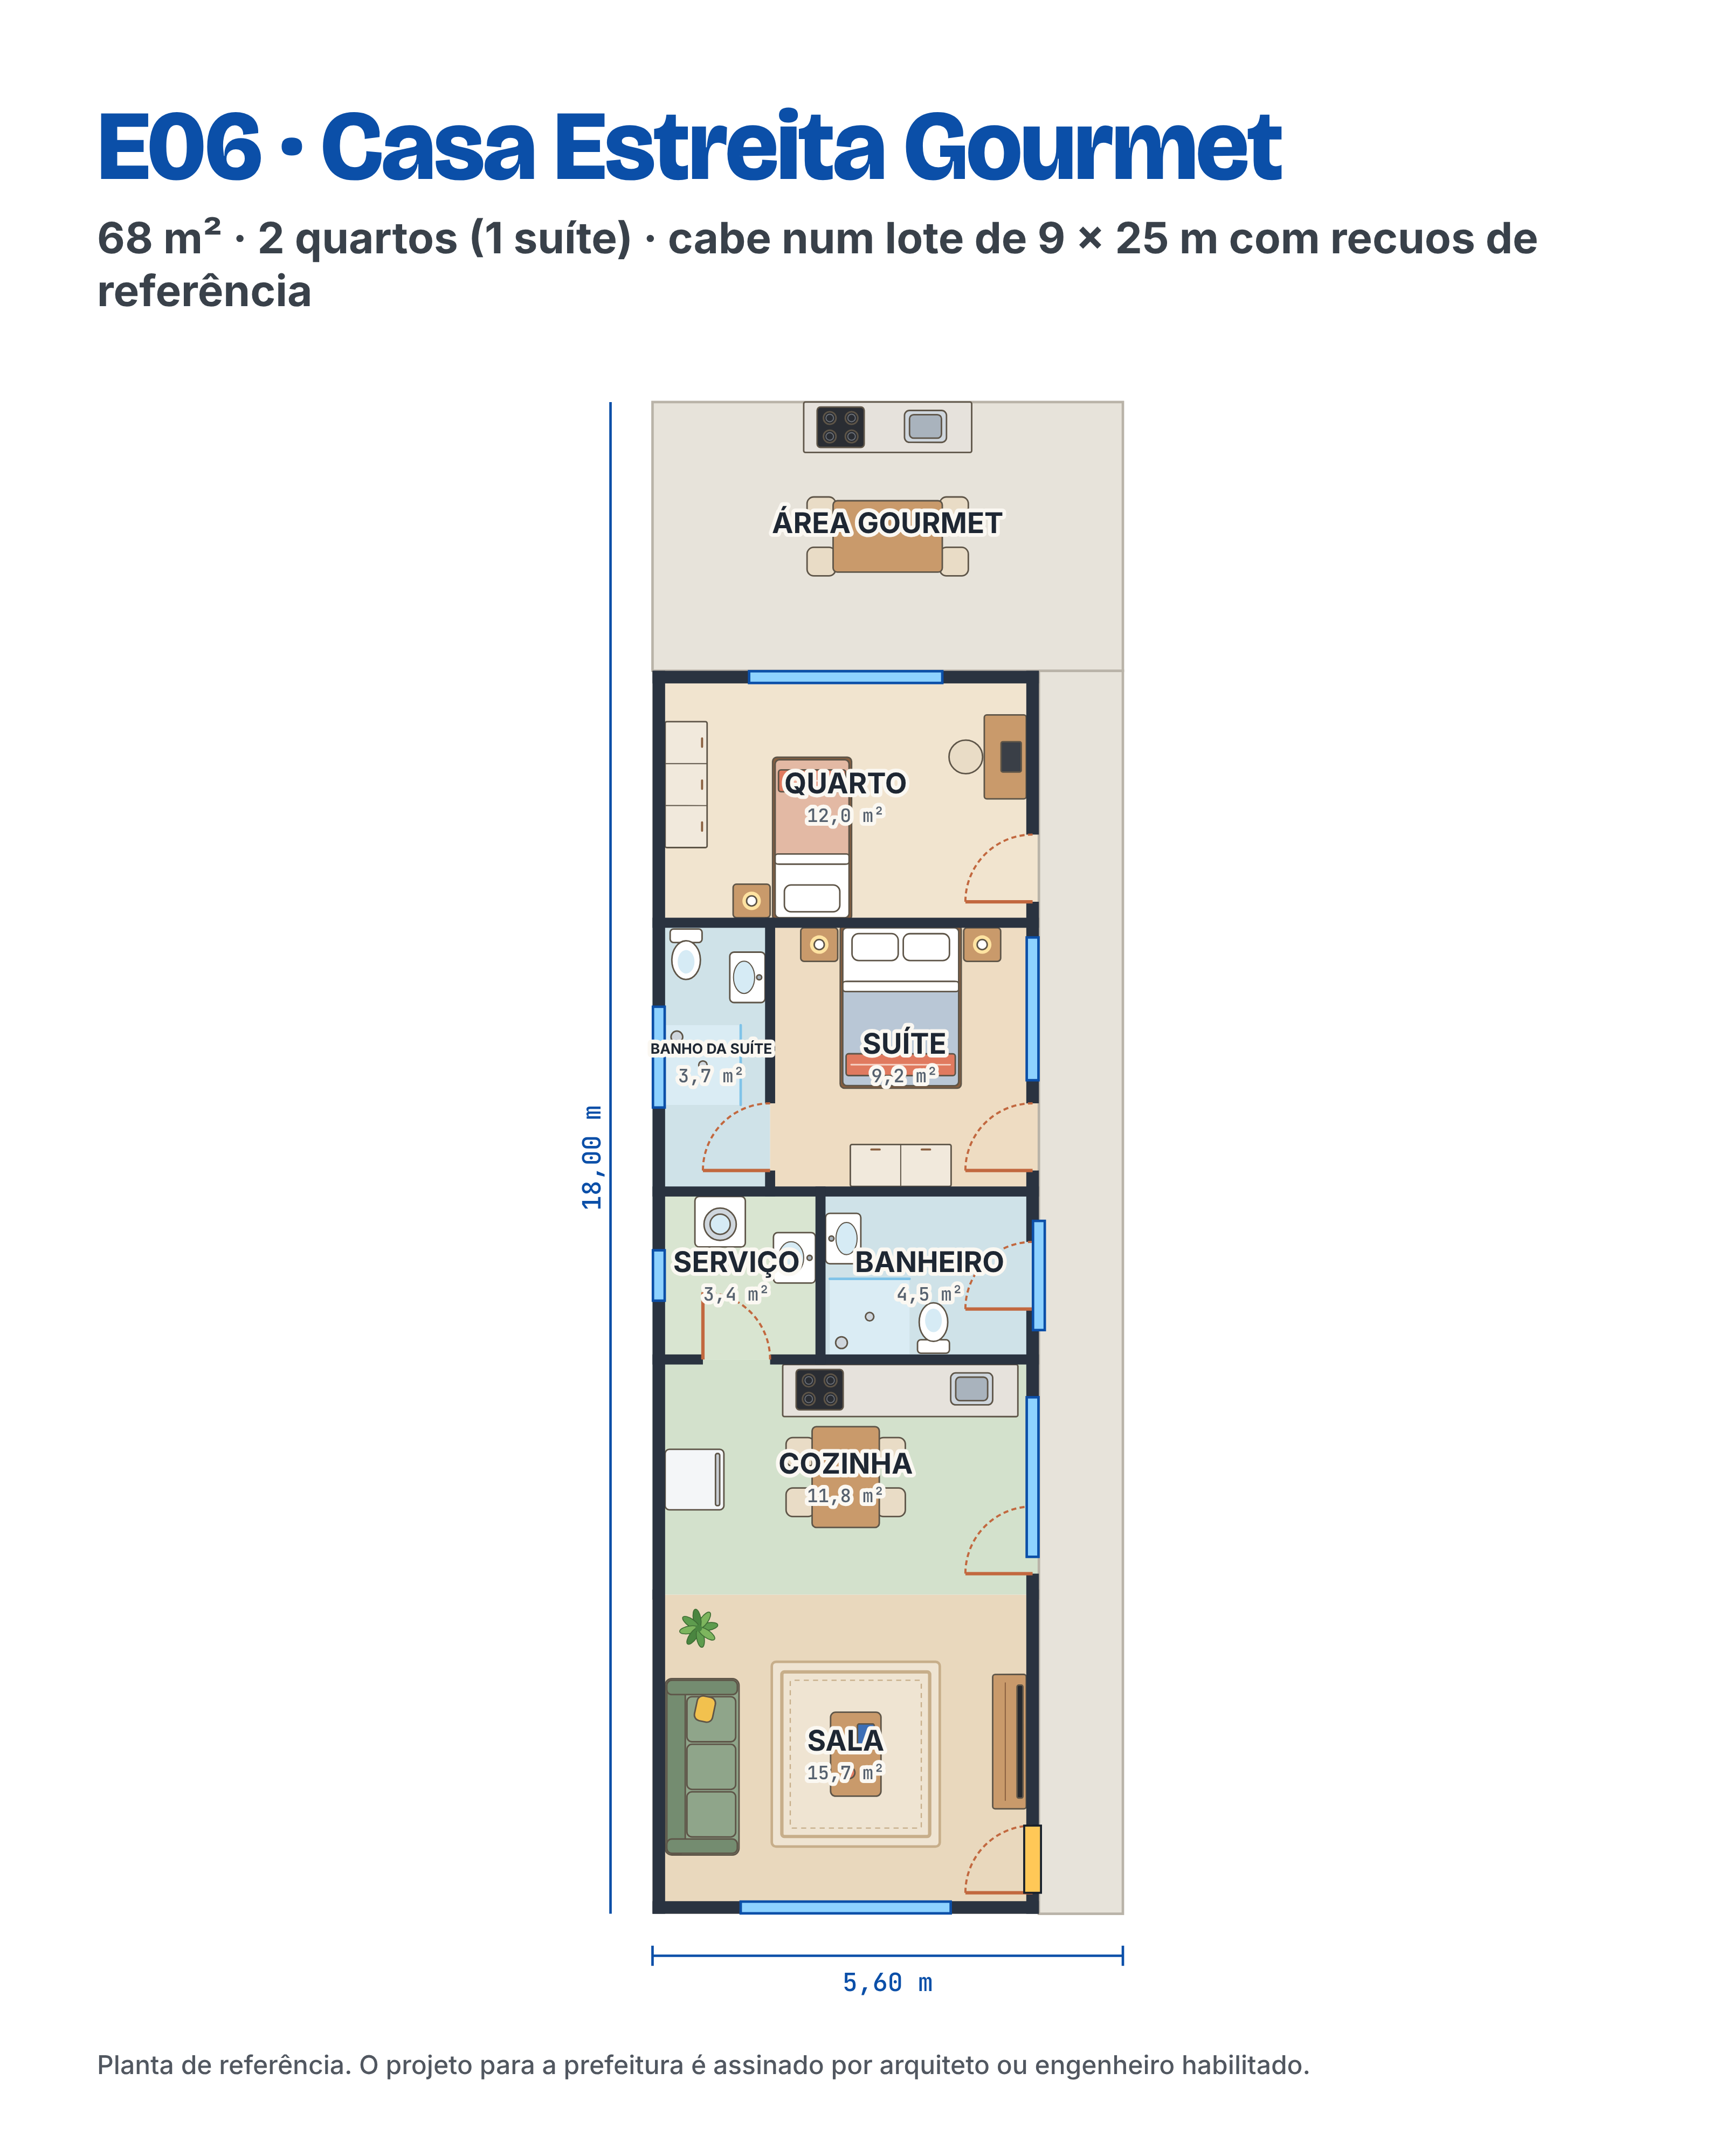 E06 · Casa Estreita Gourmet
68 m² · 2 quartos (1 suíte) · cabe num lote de 9 × 25 m com recuos de
referência
ÁREA GOURMET
QUARTO
12,0 m²
SUÍTE
9,2 m²
BANHO DA SUÍTE
3,7 m²
18,00 m
SERVIÇO
3,4 m²
BANHEIRO
4,5 m²
COZINHA
11,8 m²
SALA
15,7 m²
5,60 m
Planta de referência. O projeto para a prefeitura é assinado por arquiteto ou engenheiro habilitado.